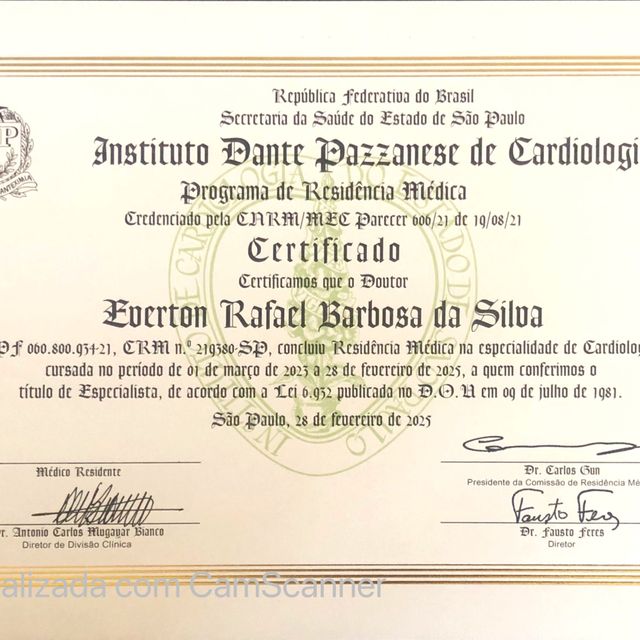 República Federativa do Brasil
Secretaria da Saúde do Estado de São Paulo
Instituto Dante Pazzanese de Cardiologi
Programa de Residência Médica
Credenciado pela CNRM/MEC Parecer 606/21 de 19/08/21
Certificado
Certificamos que o Doutor
Everton Rafael Barbosa da Silva
PF 060.800.934-21, CRM n.º 219380-SP, concluiu Residência Médica na especialidade de Cardiolog
cursada no período de 01 de março de 2023 a 28 de fevereiro de 2025, a quem conferimos o
título de Especialista, de acordo com a Lei 6.952 publicada no D.O.U em 09 de julho de 1981.
São Paulo, 28 de fevereiro de 2025
Médico Residente
Dr. Carlos Gun
Presidente da Comissão de Residência Mé
Fausto Feres
Dr. Antonio Carlos Mugayar Bianco
Diretor de Divisão Clínica
Dr. Fausto Feres
Diretor
alizada com CamScanner